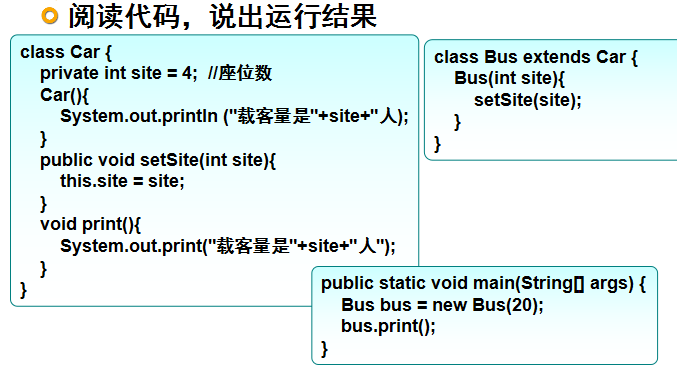 阅读代码，说出运行结果
class Car {
private int site = 4;  //座位数
Car(){
System.out.println ("载客量是"+site+"人);
}
public void setSite(int site){
this.site = site;
}
void print(){
System.out.print("载客量是"+site+"人");
}
}
class Bus extends Car {
Bus(int site){
setSite(site);
}
}
public static void main(String[] args) {
Bus bus = new Bus(20);
bus.print();
}